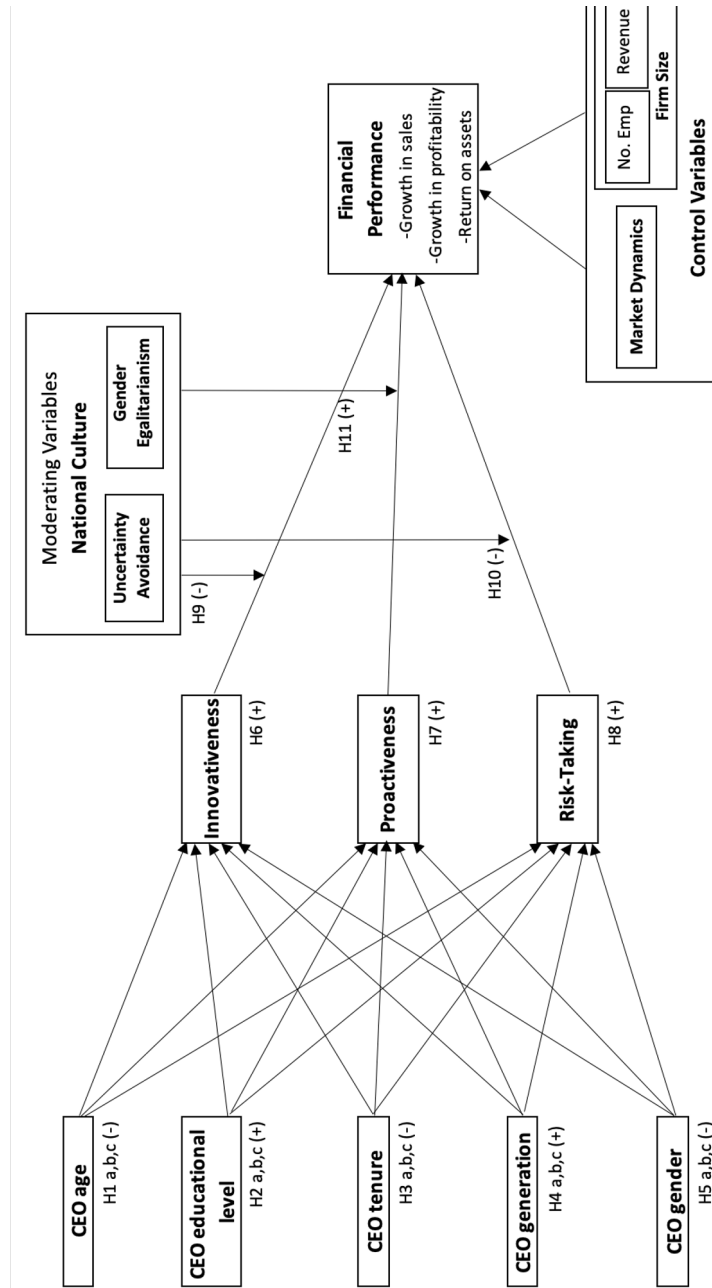 CEO age
H1 a,b,c (-)
CEO educational
level
H2 a,b,c (+)
CEO tenure
H3 a,b,c (-)
CEO generation
H4 a,b,c (+)
CEO gender
H5 a,b,c (-)
Innovativeness
H6 (+)
Proactiveness
H7 (+)
Risk-Taking
H8 (+)
Moderating Variables
National Culture
Uncertainty
Avoidance
Gender
Egalitarianism
H9 (-)
H10 (-)
H11 (+)
Financial
Performance
-Growth in sales
-Growth in profitability
-Return on assets
Market Dynamics
No. Emp
Revenue
Firm Size
Control Variables